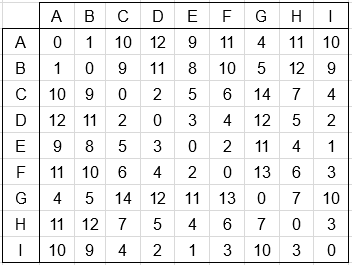 A B C D E F G H I
A 0 1 10 12 9 11 4 11 10
B 1 0 9 11 8 10 5 12 9
C 10 9 0 2 5 6 14 7 4
D 12 11 2 0 3 4 12 5 2
E 9 8 5 3 0 2 11 4 1
F 11 10 6 4 2 0 13 6 3
G 4 5 14 12 11 13 0 7 10
H 11 12 7 5 4 6 7 0 3
I 10 9 4 2 1 3 10 3 0